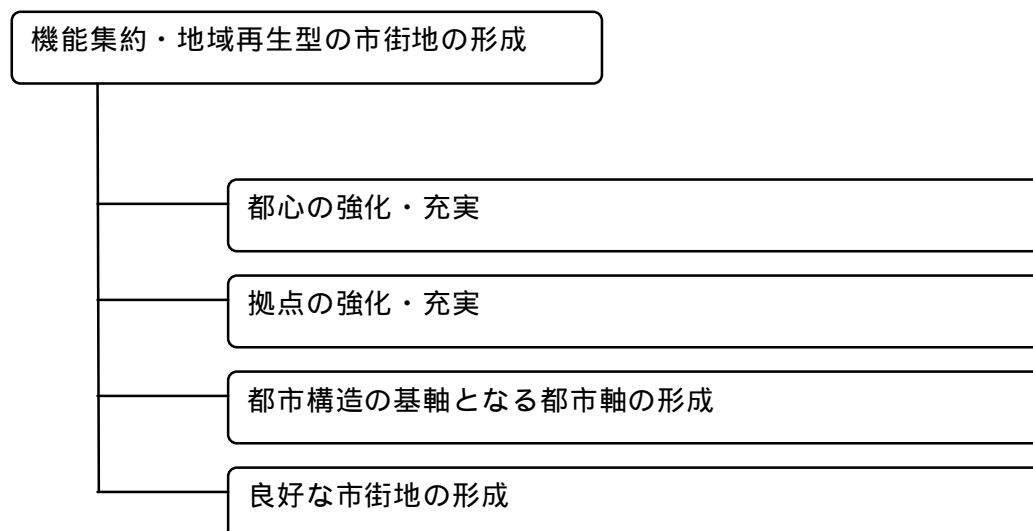 機能集約・地域再生型の市街地の形成
都心の強化・充実
拠点の強化・充実
都市構造の基軸となる都市軸の形成
良好な市街地の形成